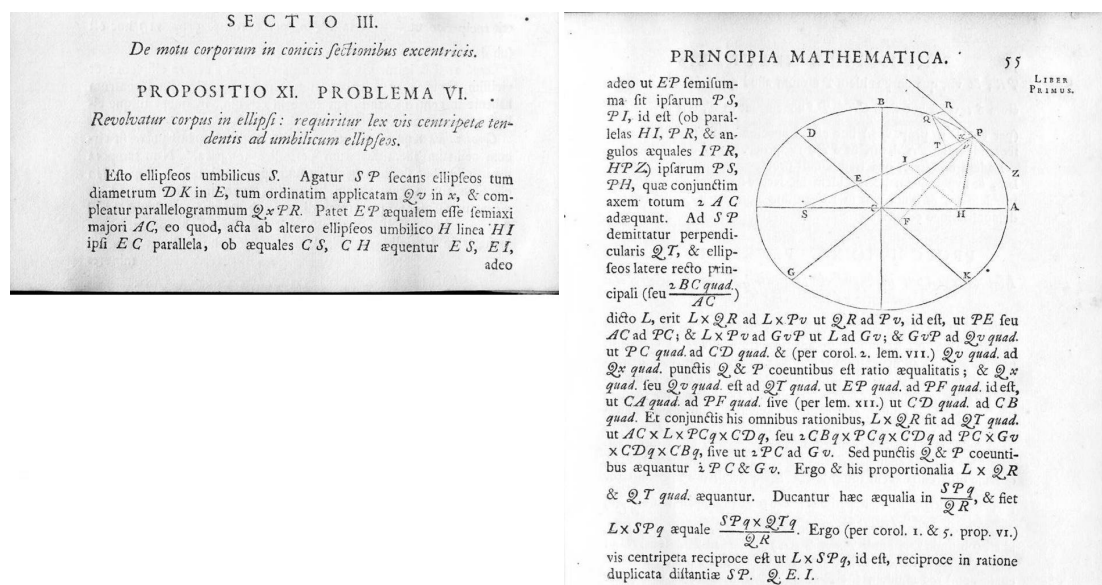 SECTIO III.
De motu corporum in conicis ſectionibus excentricis.
PROPOSITIO XI. PROBLEMA VI.
Revolvatur corpus in ellipſi: requiritur lex vis centripetæ ten-
dentis ad umbilicum ellipſeos.
Eſto ellipſeos umbilicus S. Agatur SP ſecans ellipſeos tum
diametrum DK in E, tum ordinatim applicatam Qv in x, & com-
pleatur parallelogrammum QxPR. Patet EP æqualem eſſe ſemiaxi
majori AC, eo quod, acta ab altero ellipſeos umbilico H linea HI
ipſi EC parallela, ob æquales CS, CH æquentur ES, EI,
adeo
PRINCIPIA MATHEMATICA. 55
LIBER
PRIMUS.
adeo ut EP ſemiſum-
ma ſit ipſarum PS,
PI, id eſt (ob paral-
lelas HI, PR, & an-
gulos æquales IPR,
HPZ) ipſarum PS,
PH, quæ conjunctim
axem totum 2AC
adæquant. Ad SP
demittatur perpendi-
cularis QT, & ellip-
ſeos latere recto prin-
cipali (ſeu 2BC quad. / AC)
B
R
Q
P
D
T
x
v
I
Z
E
S
C
F
H
A
G
K
dicto L, erit L×QR ad L×Pv ut QR ad Pv, id eſt, ut PE ſeu
AC ad PC; & L×Pv ad GvP ut L ad Gv; & GvP ad Qv quad.
ut PC quad. ad CD quad. & (per corol. 2. lem. VII.) Qv quad. ad
Qx quad. punctis Q & P coeuntibus eſt ratio æqualitatis; & Qx
quad. ſeu Qv quad. eſt ad QT quad. ut EP quad. ad PF quad. id eſt,
ut CA quad. ad PF quad. ſive (per lem. XII.) ut CD quad. ad CB
quad. Et conjunctis his omnibus rationibus, L×QR fit ad QT quad.
ut AC×L×PCq×CDq, ſeu 2CBq×PCq×CDq ad PC×Gv
×CDq×CBq, ſive ut 2PC ad Gv. Sed punctis Q & P coeunti-
bus æquantur 2PC & Gv. Ergo & his proportionalia L×QR
& QT quad. æquantur. Ducantur hæc æqualia in SPq / QR, & fiet
L×SPq æquale SPq×QTq / QR. Ergo (per corol. 1. & 5. prop. VI.)
vis centripeta reciproce eſt ut L×SPq, id eſt, reciproce in ratione
duplicata diſtantiæ SP. Q. E. I.